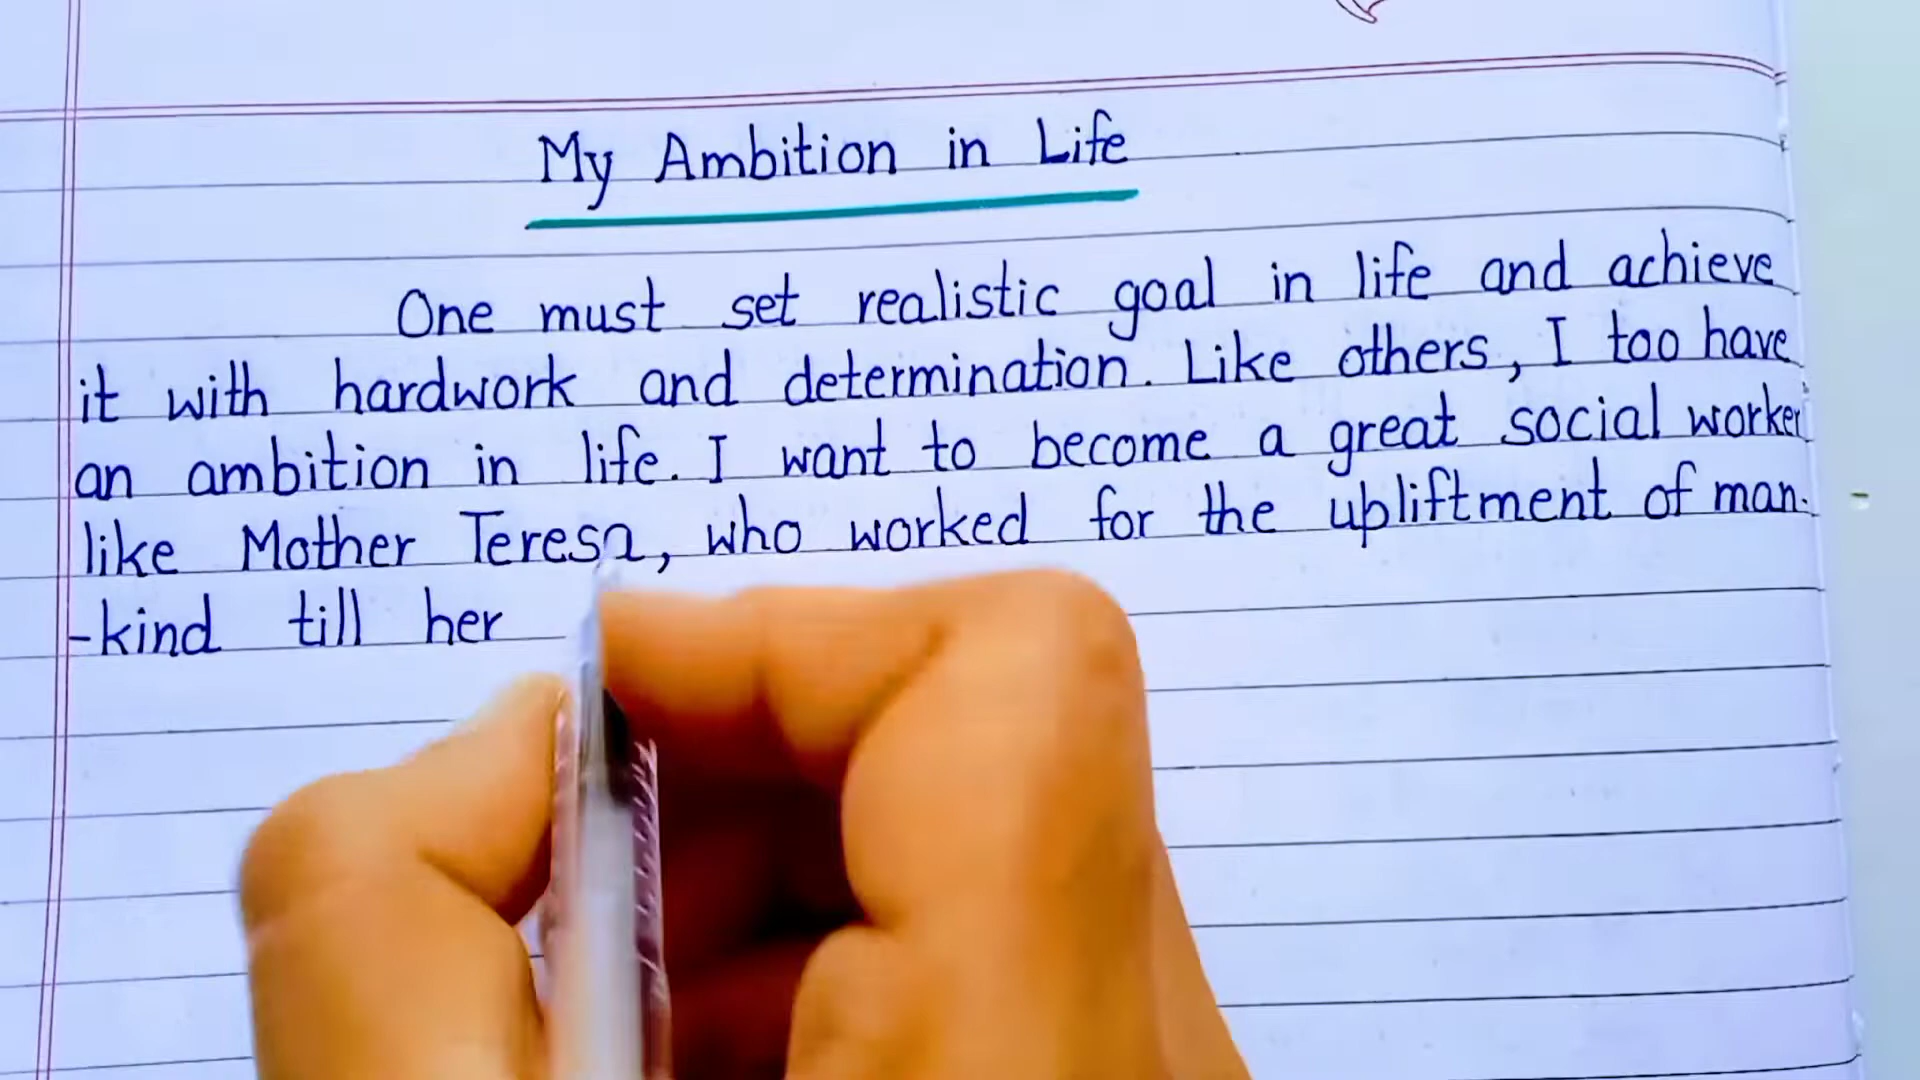 My Ambition in Life
One must set realistic goal in life and achieve
it with hardwork and determination. Like others, I too have
an ambition in life. I want to become a great social worker
like Mother Teresa, who worked for the upliftment of man-
-kind till her